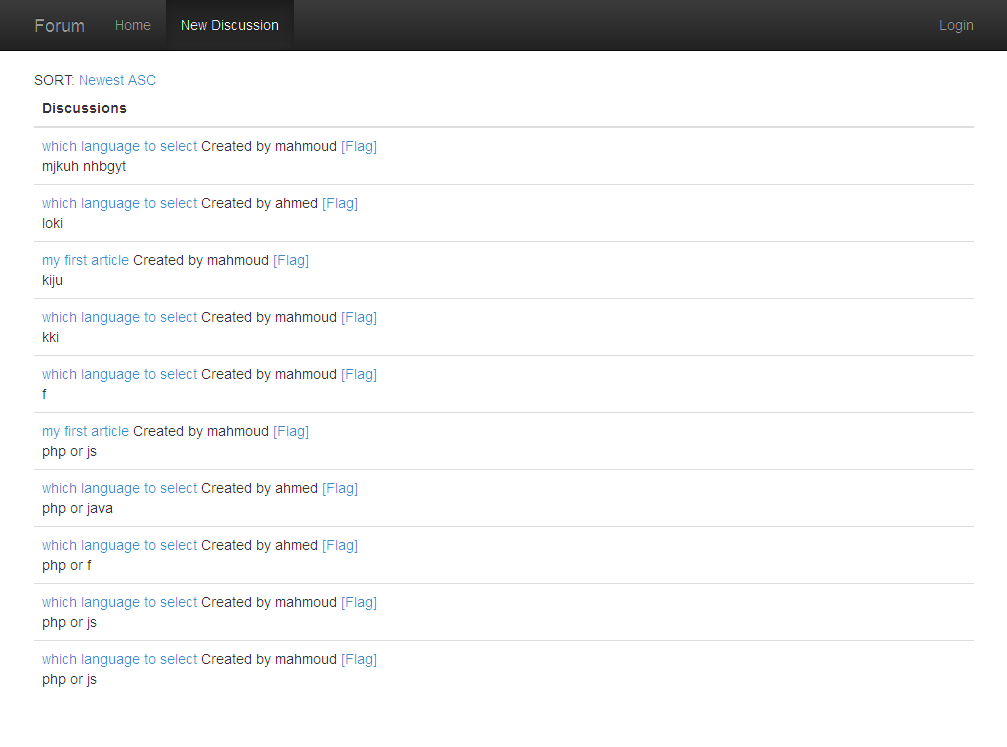 Forum Home New Discussion Login
SORT: Newest ASC
Discussions
which language to select Created by mahmoud [Flag]
mjkuh nhbgyt
which language to select Created by ahmed [Flag]
loki
my first article Created by mahmoud [Flag]
kiju
which language to select Created by mahmoud [Flag]
kki
which language to select Created by mahmoud [Flag]
f
my first article Created by mahmoud [Flag]
php or js
which language to select Created by ahmed [Flag]
php or java
which language to select Created by ahmed [Flag]
php or f
which language to select Created by mahmoud [Flag]
php or js
which language to select Created by mahmoud [Flag]
php or js